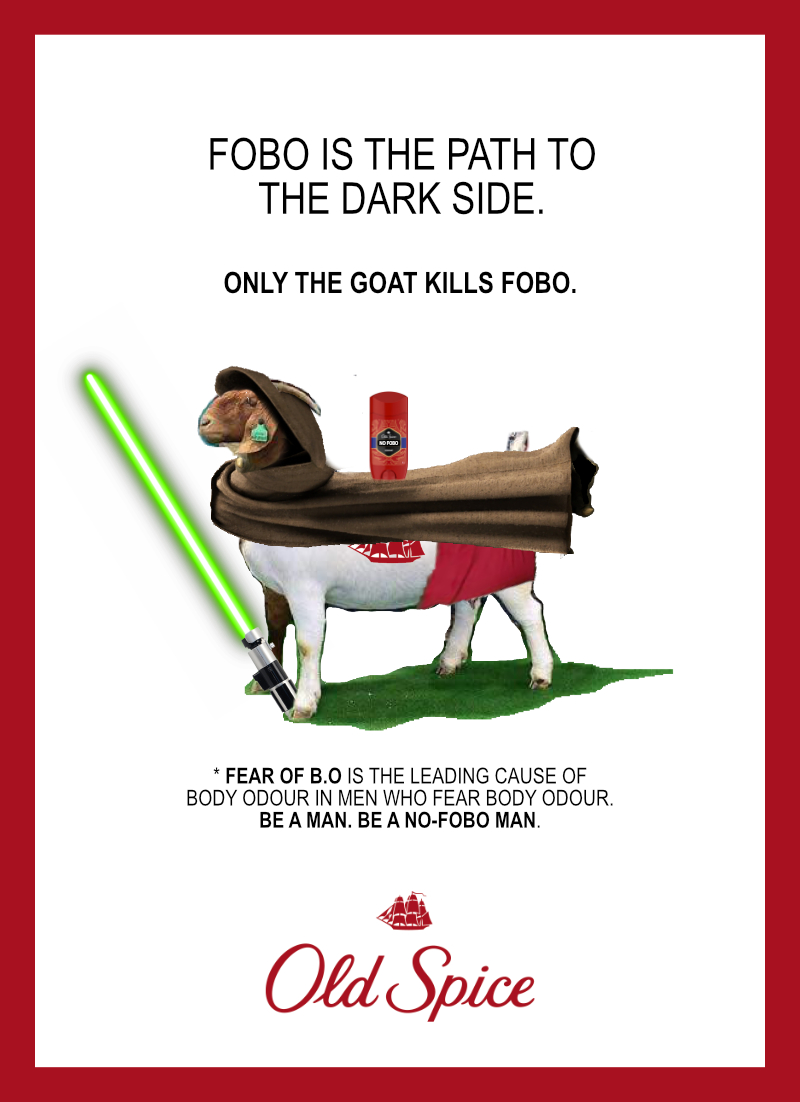 FOBO IS THE PATH TO
THE DARK SIDE.
ONLY THE GOAT KILLS FOBO.
Old Spice
NO FOBO
* FEAR OF B.O IS THE LEADING CAUSE OF
BODY ODOUR IN MEN WHO FEAR BODY ODOUR.
BE A MAN. BE A NO-FOBO MAN.
Old Spice